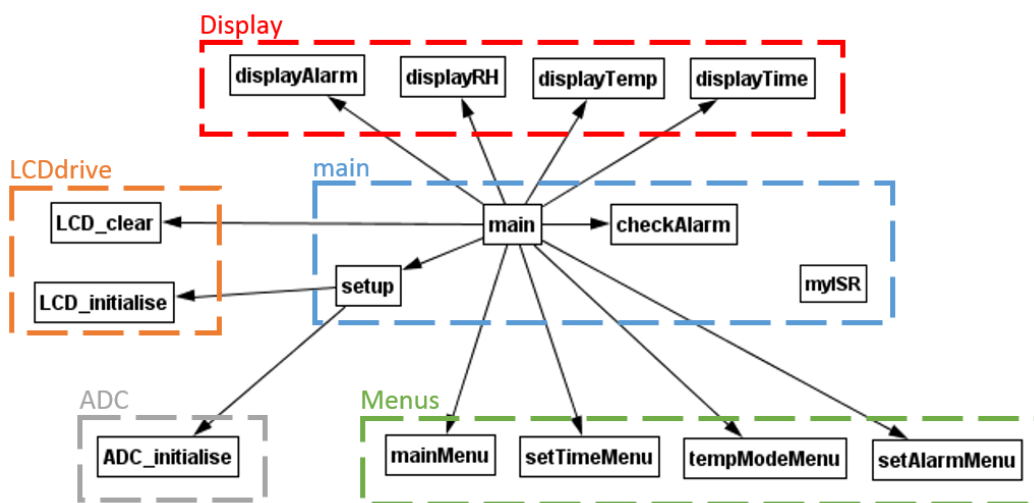 Display
displayAlarm
displayRH
displayTemp
displayTime
LCDdrive
main
LCD_clear
main
checkAlarm
LCD_initialise
setup
myISR
ADC
Menus
ADC_initialise
mainMenu
setTimeMenu
tempModeMenu
setAlarmMenu